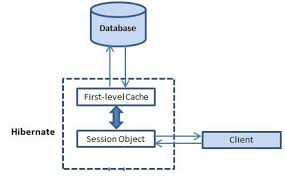 Database
First-level Cache
Hibernate
Session Object
Client